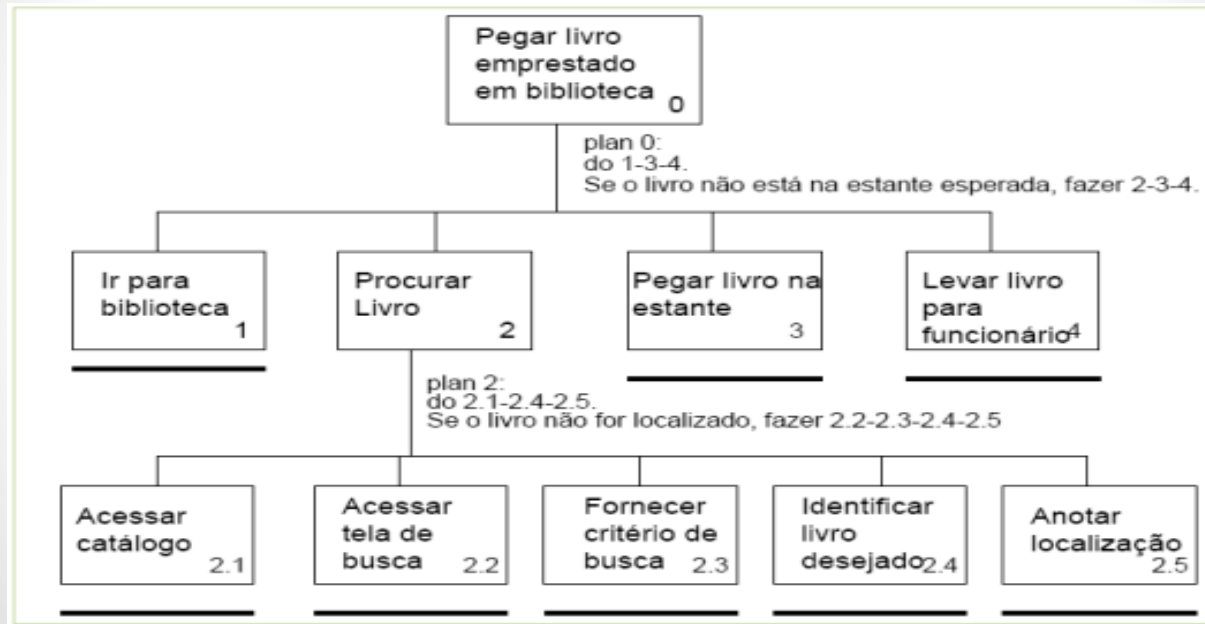 Pegar livro
emprestado
em biblioteca
0
plan 0:
do 1-3-4.
Se o livro não está na estante esperada, fazer 2-3-4.
Ir para
biblioteca
1
Procurar
Livro
2
Pegar livro na
estante
3
Levar livro
para
funcionário
4
plan 2:
do 2.1-2.4-2.5.
Se o livro não for localizado, fazer 2.2-2.3-2.4-2.5
Acessar
catálogo
2.1
Acessar
tela de
busca
2.2
Fornecer
critério de
busca
2.3
Identificar
livro
desejado
2.4
Anotar
localização
2.5